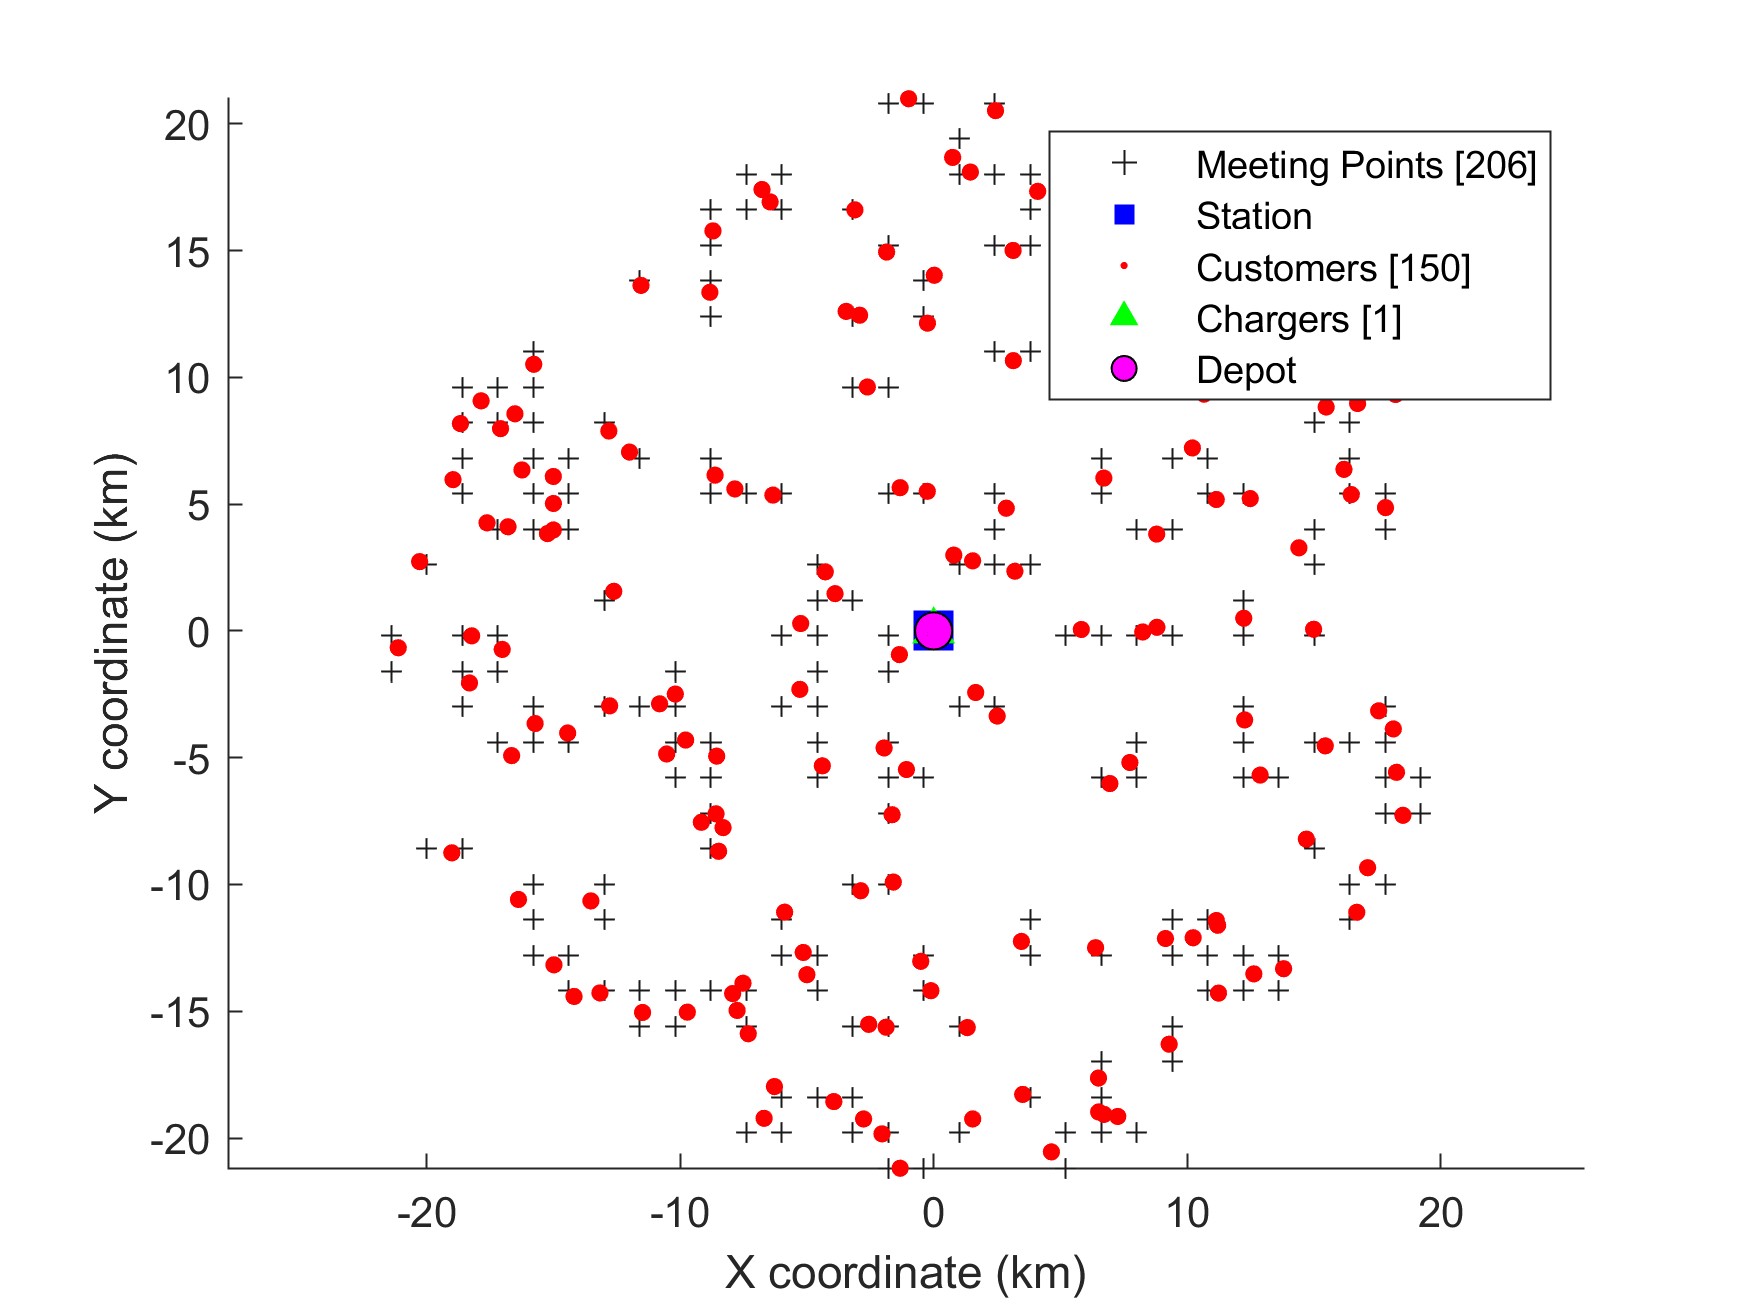 20
15
10
5
0
-5
-10
-15
-20
Y coordinate (km)
Meeting Points [206]
Station
Customers [150]
Chargers [1]
Depot
-20
-10
0
10
20
X coordinate (km)